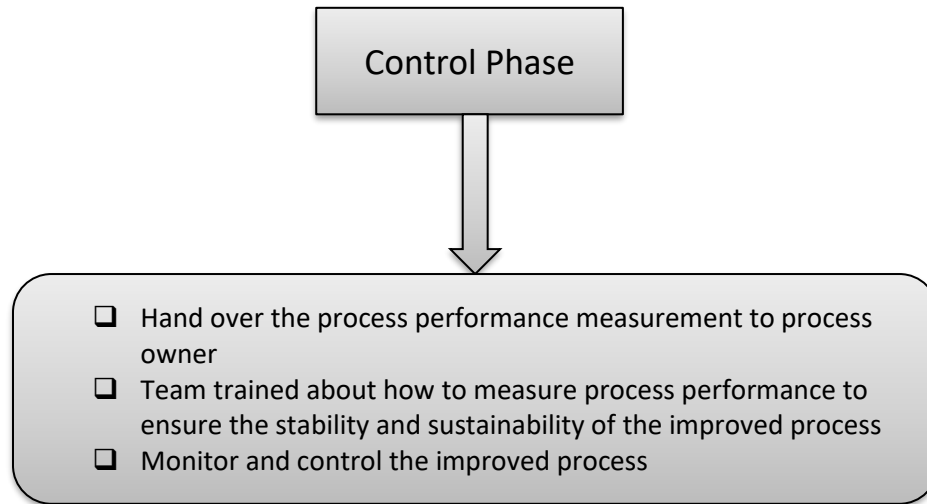 Control Phase
❑ Hand over the process performance measurement to process
owner
❑ Team trained about how to measure process performance to
ensure the stability and sustainability of the improved process
❑ Monitor and control the improved process